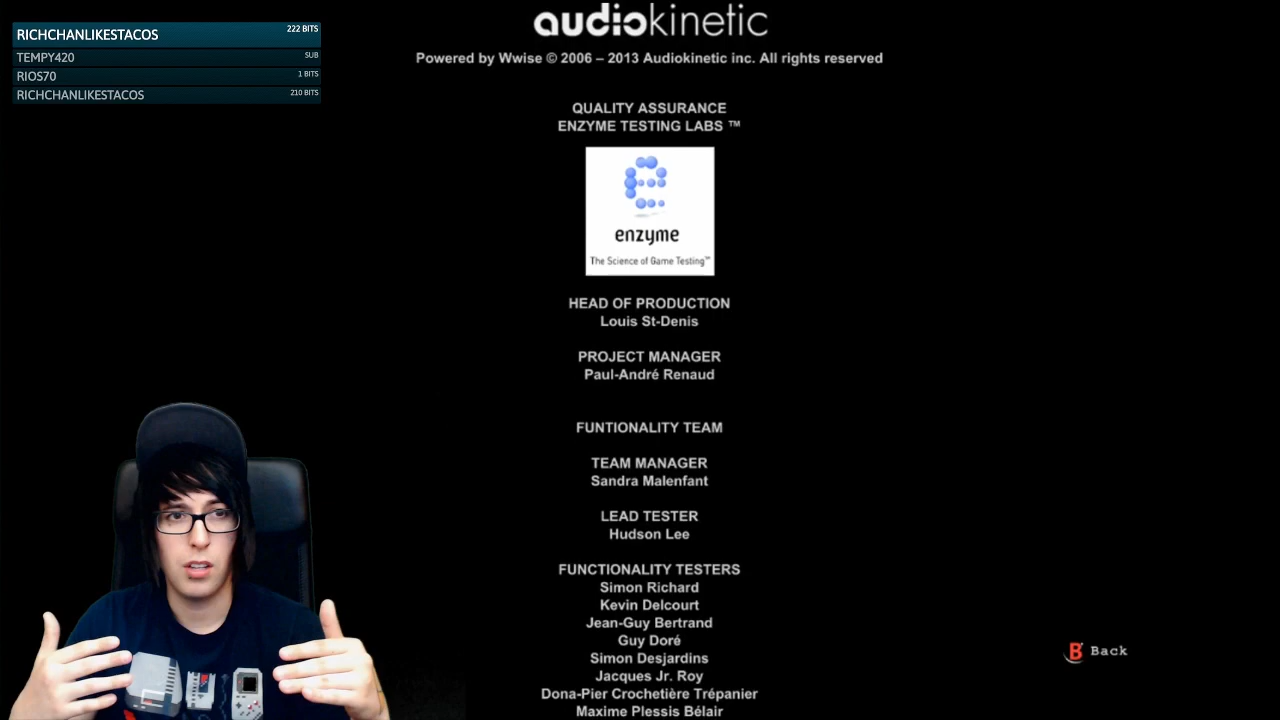 RICHCHANLIKESTACOS 222 BITS
TEMPY420 SUB
RIOS70 1 BITS
RICHCHANLIKESTACOS 210 BITS
audiokinetic
Powered by Wwise © 2006 – 2013 Audiokinetic inc. All rights reserved
QUALITY ASSURANCE
ENZYME TESTING LABS ™
e
enzyme
The Science of Game Testing™
HEAD OF PRODUCTION
Louis St-Denis
PROJECT MANAGER
Paul-André Renaud
FUNTIONALITY TEAM
TEAM MANAGER
Sandra Malenfant
LEAD TESTER
Hudson Lee
FUNCTIONALITY TESTERS
Simon Richard
Kevin Delcourt
Jean-Guy Bertrand
Guy Doré
Simon Desjardins
Jacques Jr. Roy
Dona-Pier Crochetière Trépanier
Maxime Plessis Bélair
B Back